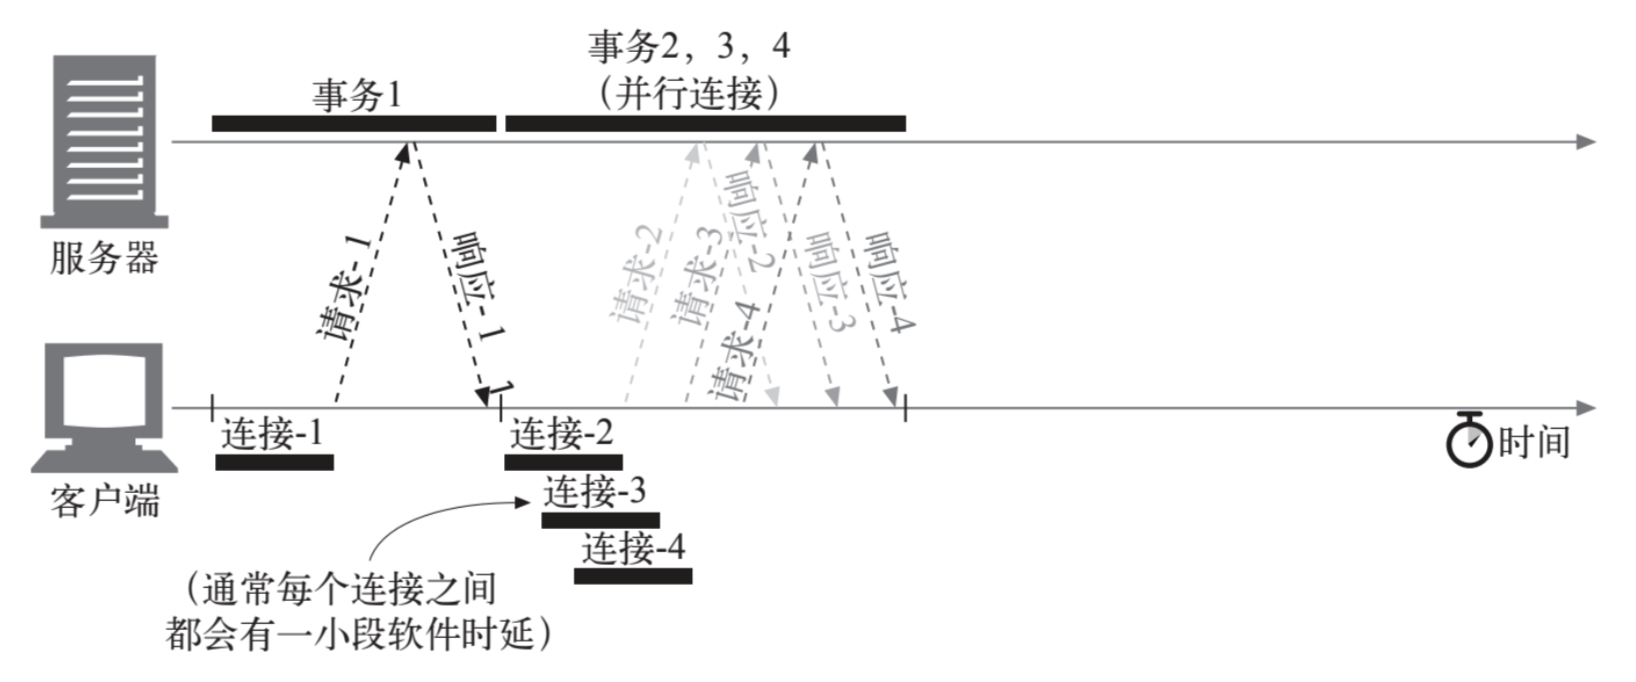 事务2，3，4
（并行连接）
事务1
服务器
请求-1
响应-1
请求-2
请求-3
响应-2
请求-4
响应-3
响应-4
1
连接-1
连接-2
时间
客户端
连接-3
连接-4
（通常每个连接之间
都会有一小段软件时延）